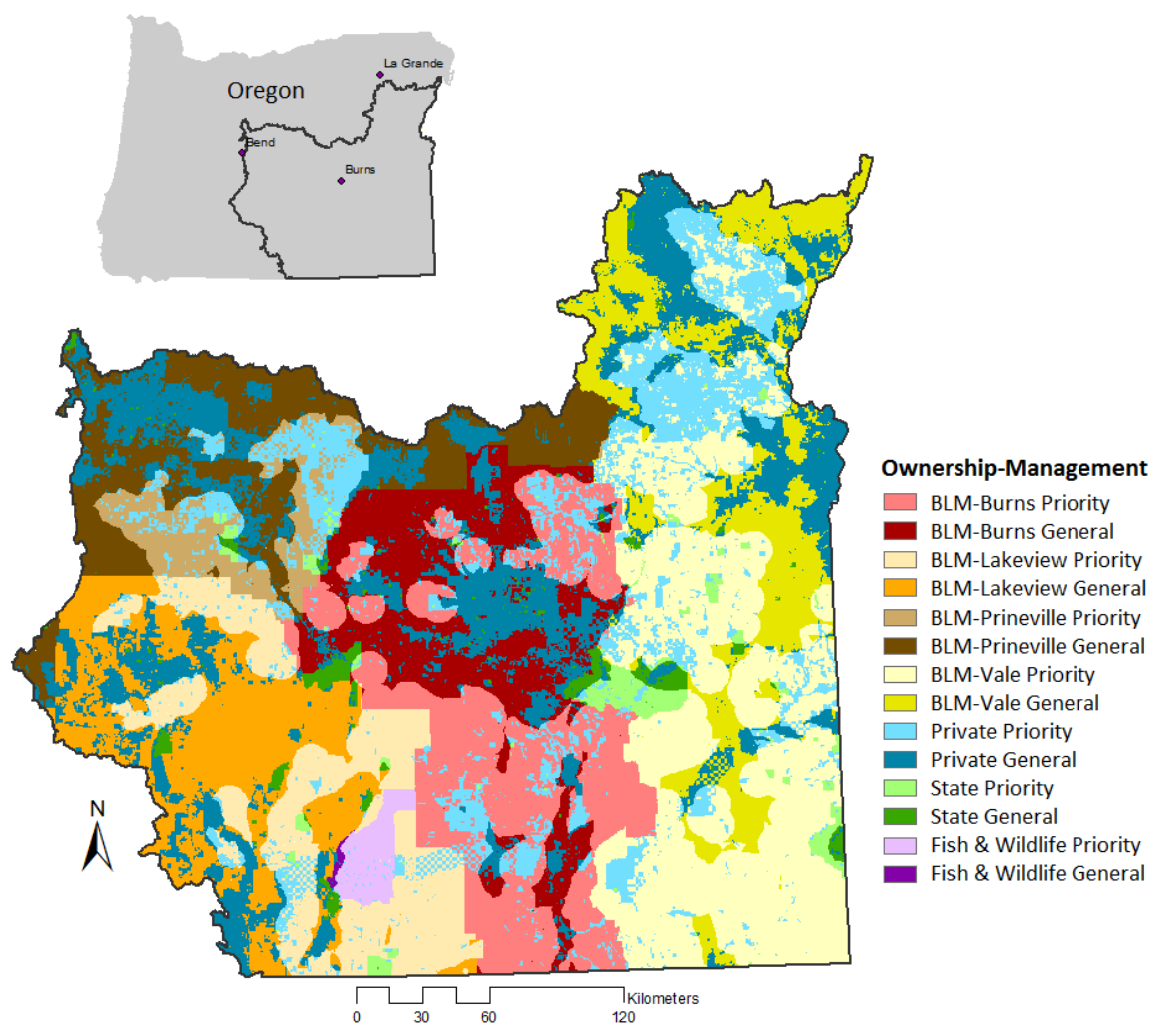 La Grande
Oregon
Bend
Burns
Ownership-Management
BLM-Burns Priority
BLM-Burns General
BLM-Lakeview Priority
BLM-Lakeview General
BLM-Prineville Priority
BLM-Prineville General
BLM-Vale Priority
BLM-Vale General
Private Priority
Private General
State Priority
State General
Fish & Wildlife Priority
Fish & Wildlife General
N
Kilometers
0 30 60 120